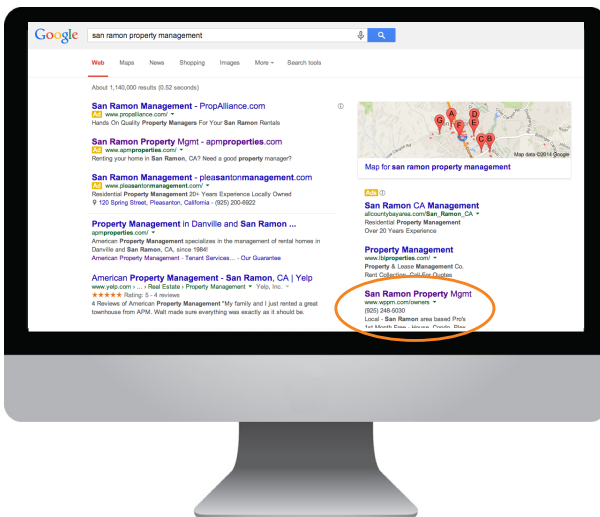 Google
san ramon property management
Web Maps News Shopping Images More Search tools
About 1,140,000 results (0.52 seconds)
San Ramon Management - PropAlliance.com
Ad www.propalliance.com/
Hands On Quality Property Managers For Your San Ramon Rentals
San Ramon Property Mgmt - apmproperties.com
Ad www.apmproperties.com/
Renting your home in San Ramon, CA? Need a good property manager?
San Ramon Management - pleasantonmanagement.com
Ad www.pleasantonmanagement.com/
Residential Property Management 20+ Years Experience Locally Owned
120 Spring Street, Pleasanton, California - (925) 200-6922
Property Management in Danville and San Ramon ...
apmproperties.com/
American Property Management specializes in the management of rental homes in
Danville and San Ramon, CA, since 1984!
American Property Management - Tenant Services... - Our Guarantee
American Property Management - San Ramon, CA | Yelp
www.yelp.com › ... › Real Estate › Property Management Yelp, Inc.
Rating: 5 - 4 reviews
4 Reviews of American Property Management "My family and I just rented a great
townhouse from APM. Walt made sure everything was exactly as it should be.
A
D
G
F
E
C
B
Map data ©2014 Google
Map for san ramon property management
Ads
San Ramon CA Management
allcountybayarea.com/San_Ramon_CA
Residential Property Management
Over 20 Years Experience
Property Management
www.lbiproperties.com/
Property & Lease Management Co.
Rent Collection. Call For Quotes
San Ramon Property Mgmt
www.wppm.com/owners
(925) 248-5030
Local - San Ramon area based Pro's
1st Month Free - House, Condo, Plex